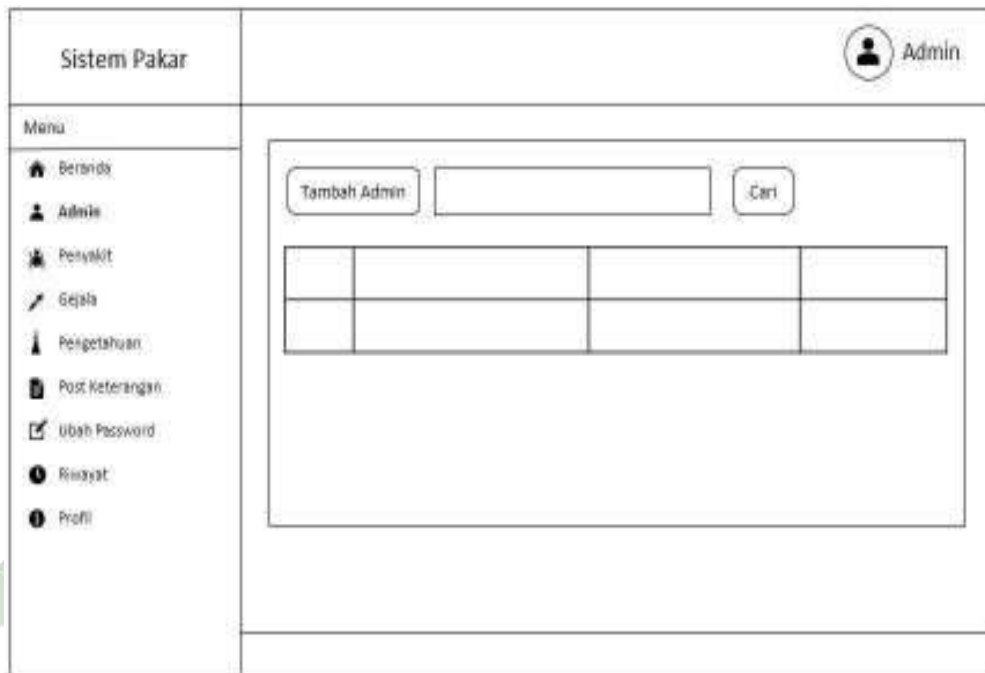 Sistem Pakar
Admin
Menu
Beranda
Admin
Penyakit
Gejala
Pengetahuan
Post Keterangan
Ubah Password
Riwayat
Profil
Tambah Admin
Cari